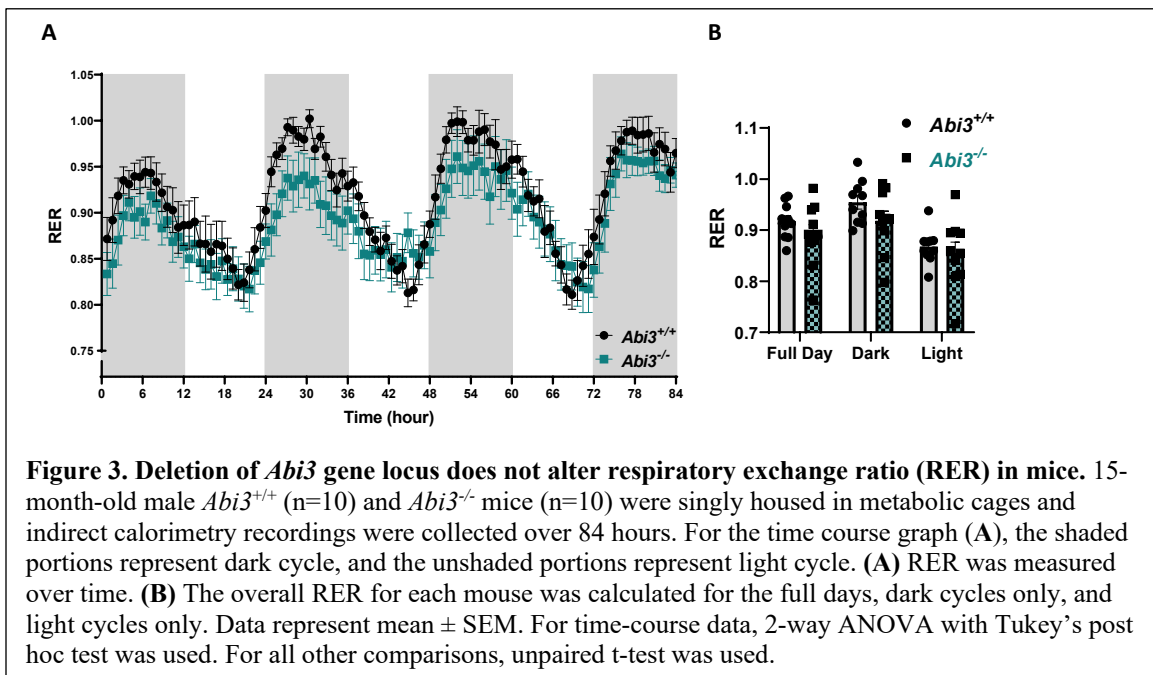 A
B
1.05
1.00
0.95
0.90
0.85
0.80
0.75
RER
0 6 12 18 24 30 36 42 48 54 60 66 72 78 84
Time (hour)
Abi3+/+
Abi3-/-
Abi3+/+
Abi3-/-
1.1
1.0
0.9
0.8
0.7
RER
Full Day Dark Light
Figure 3. Deletion of Abi3 gene locus does not alter respiratory exchange ratio (RER) in mice. 15-
month-old male Abi3+/+ (n=10) and Abi3-/- mice (n=10) were singly housed in metabolic cages and
indirect calorimetry recordings were collected over 84 hours. For the time course graph (A), the shaded
portions represent dark cycle, and the unshaded portions represent light cycle. (A) RER was measured
over time. (B) The overall RER for each mouse was calculated for the full days, dark cycles only, and
light cycles only. Data represent mean ± SEM. For time-course data, 2-way ANOVA with Tukey's post
hoc test was used. For all other comparisons, unpaired t-test was used.